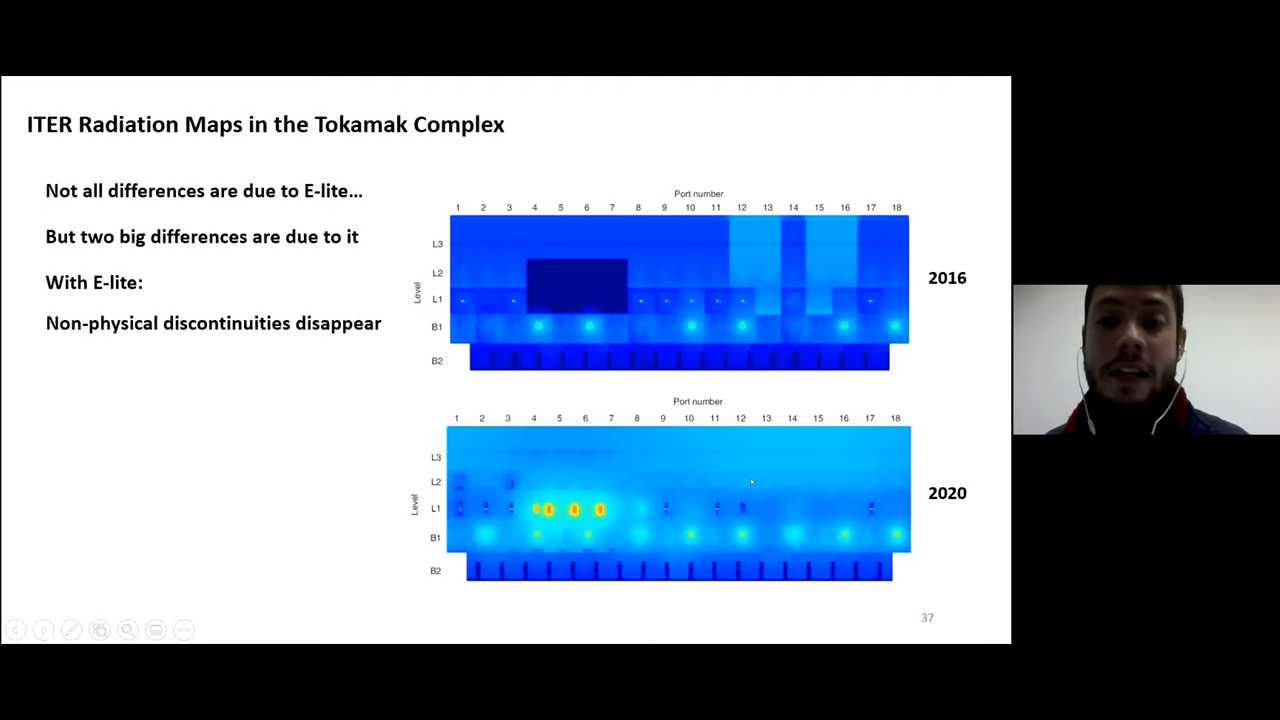 ITER Radiation Maps in the Tokamak Complex
Not all differences are due to E-lite...
But two big differences are due to it
With E-lite:
Non-physical discontinuities disappear
Port number
1 2 3 4 5 6 7 8 9 10 11 12 13 14 15 16 17 18
L3
L2
Level
L1
B1
B2
2016
Port number
1 2 3 4 5 6 7 8 9 10 11 12 13 14 15 16 17 18
L3
L2
Level
L1
B1
B2
2020
37